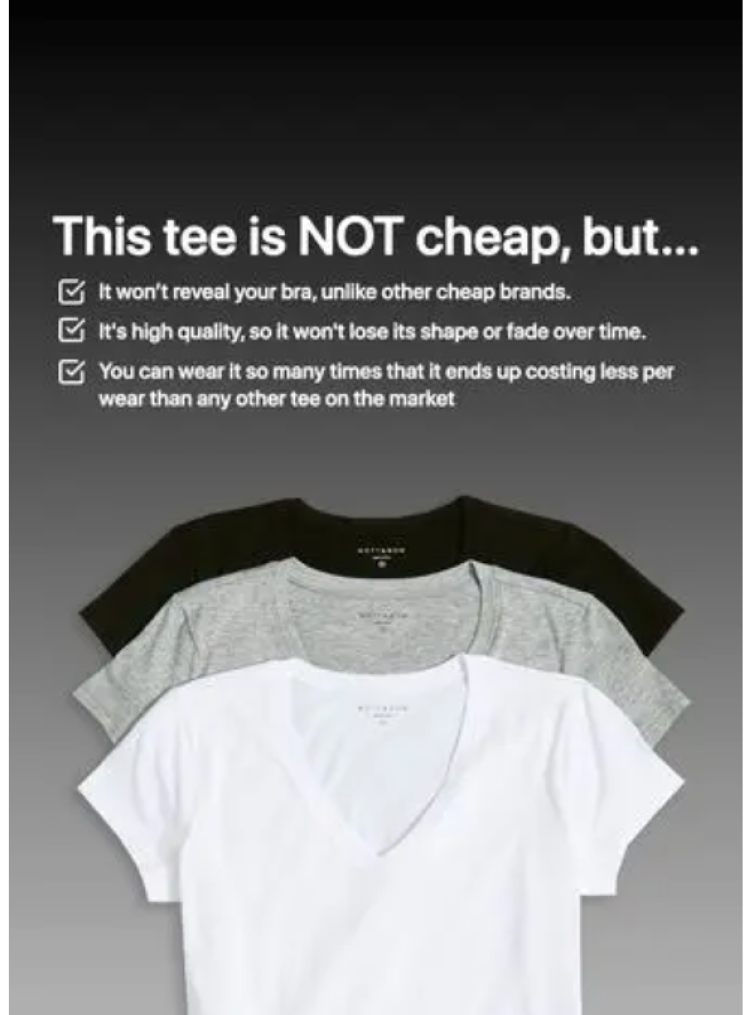 This tee is NOT cheap, but...
It won't reveal your bra, unlike other cheap brands.
It's high quality, so it won't lose its shape or fade over time.
You can wear it so many times that it ends up costing less per
wear than any other tee on the market